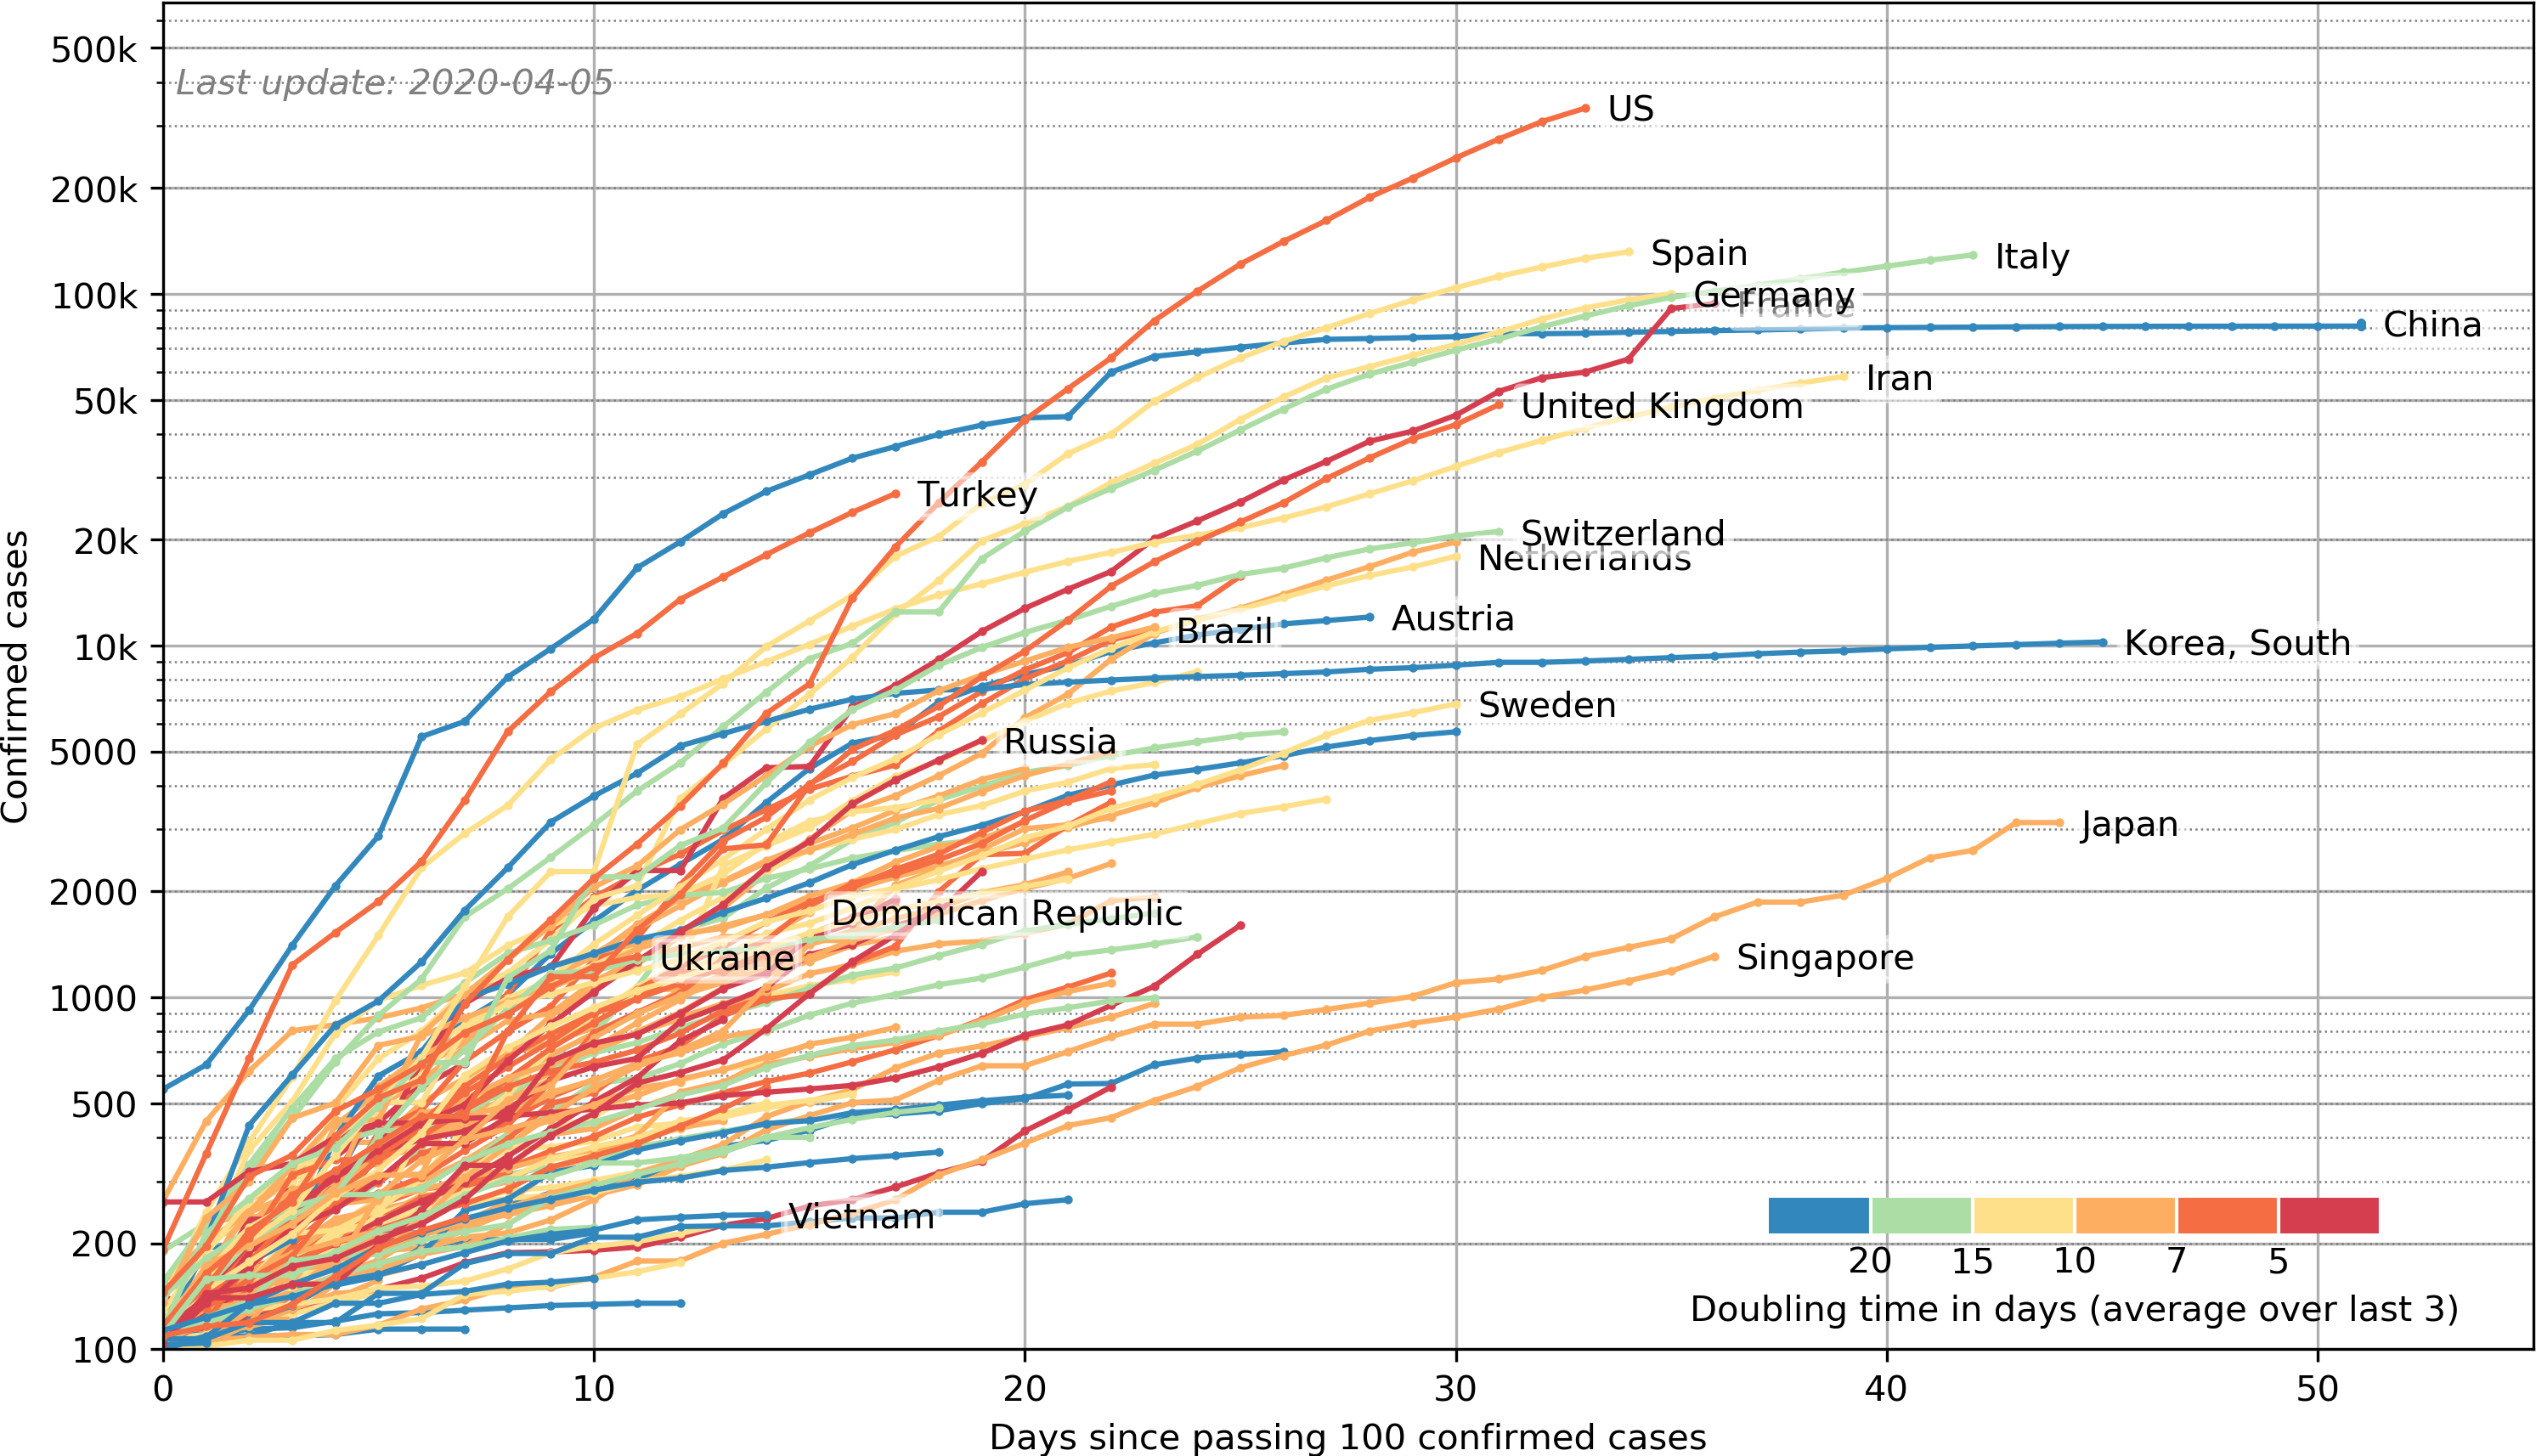 500k
Last update: 2020-04-05
US
200k
Spain
Italy
100k
Germany
France
China
Iran
50k
United Kingdom
Turkey
20k
Switzerland
Netherlands
Austria
Brazil
10k
Korea, South
Sweden
Russia
5000
Japan
2000
Dominican Republic
Ukraine
Singapore
1000
500
Vietnam
200
20 15 10 7 5
Doubling time in days (average over last 3)
100
0 10 20 30 40 50
Days since passing 100 confirmed cases
Confirmed cases